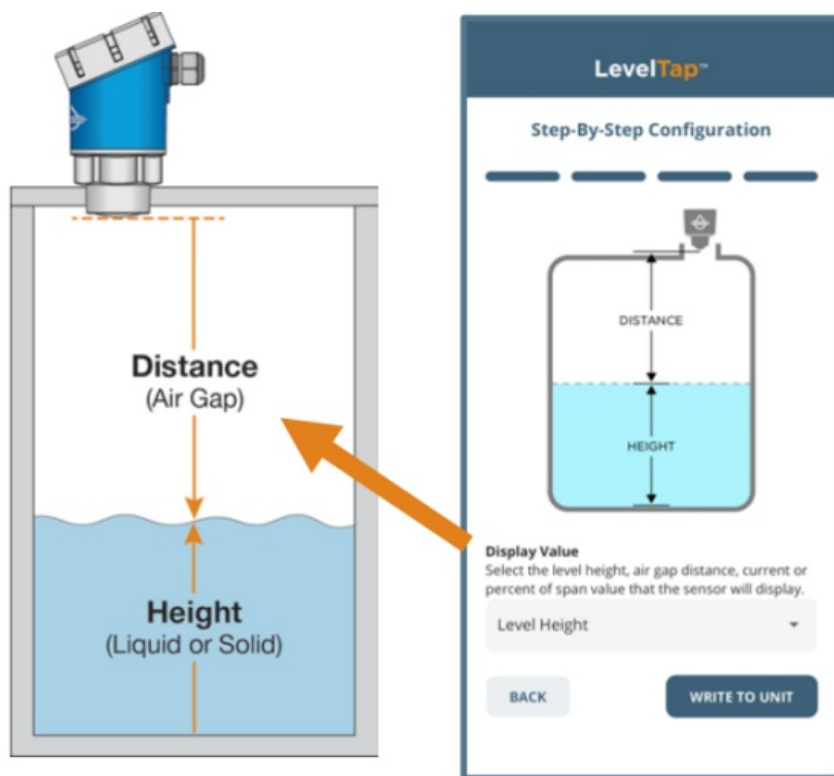 Distance
(Air Gap)
Height
(Liquid or Solid)
LevelTap™
Step-By-Step Configuration
DISTANCE
HEIGHT
Display Value
Select the level height, air gap distance, current or
percent of span value that the sensor will display.
Level Height
BACK
WRITE TO UNIT